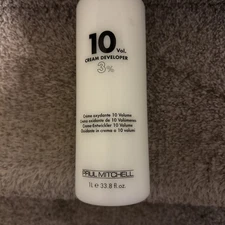 10 Vol.
CREAM DEVELOPER
3%
Crème oxydante 10 Volume
Crema oxidante de 10 Volúmenes
Creme-Entwickler 10 Volume
Ossidante in crema a 10 volumi
PAUL MITCHELL
1L e 33.8 fl. oz.